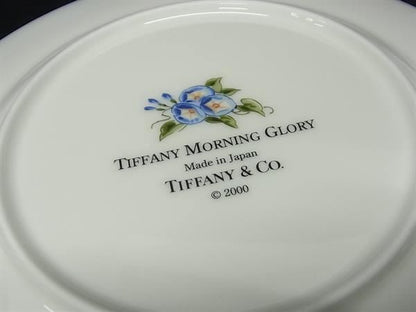 TIFFANY MORNING GLORY
Made in Japan
TIFFANY & CO.
© 2000